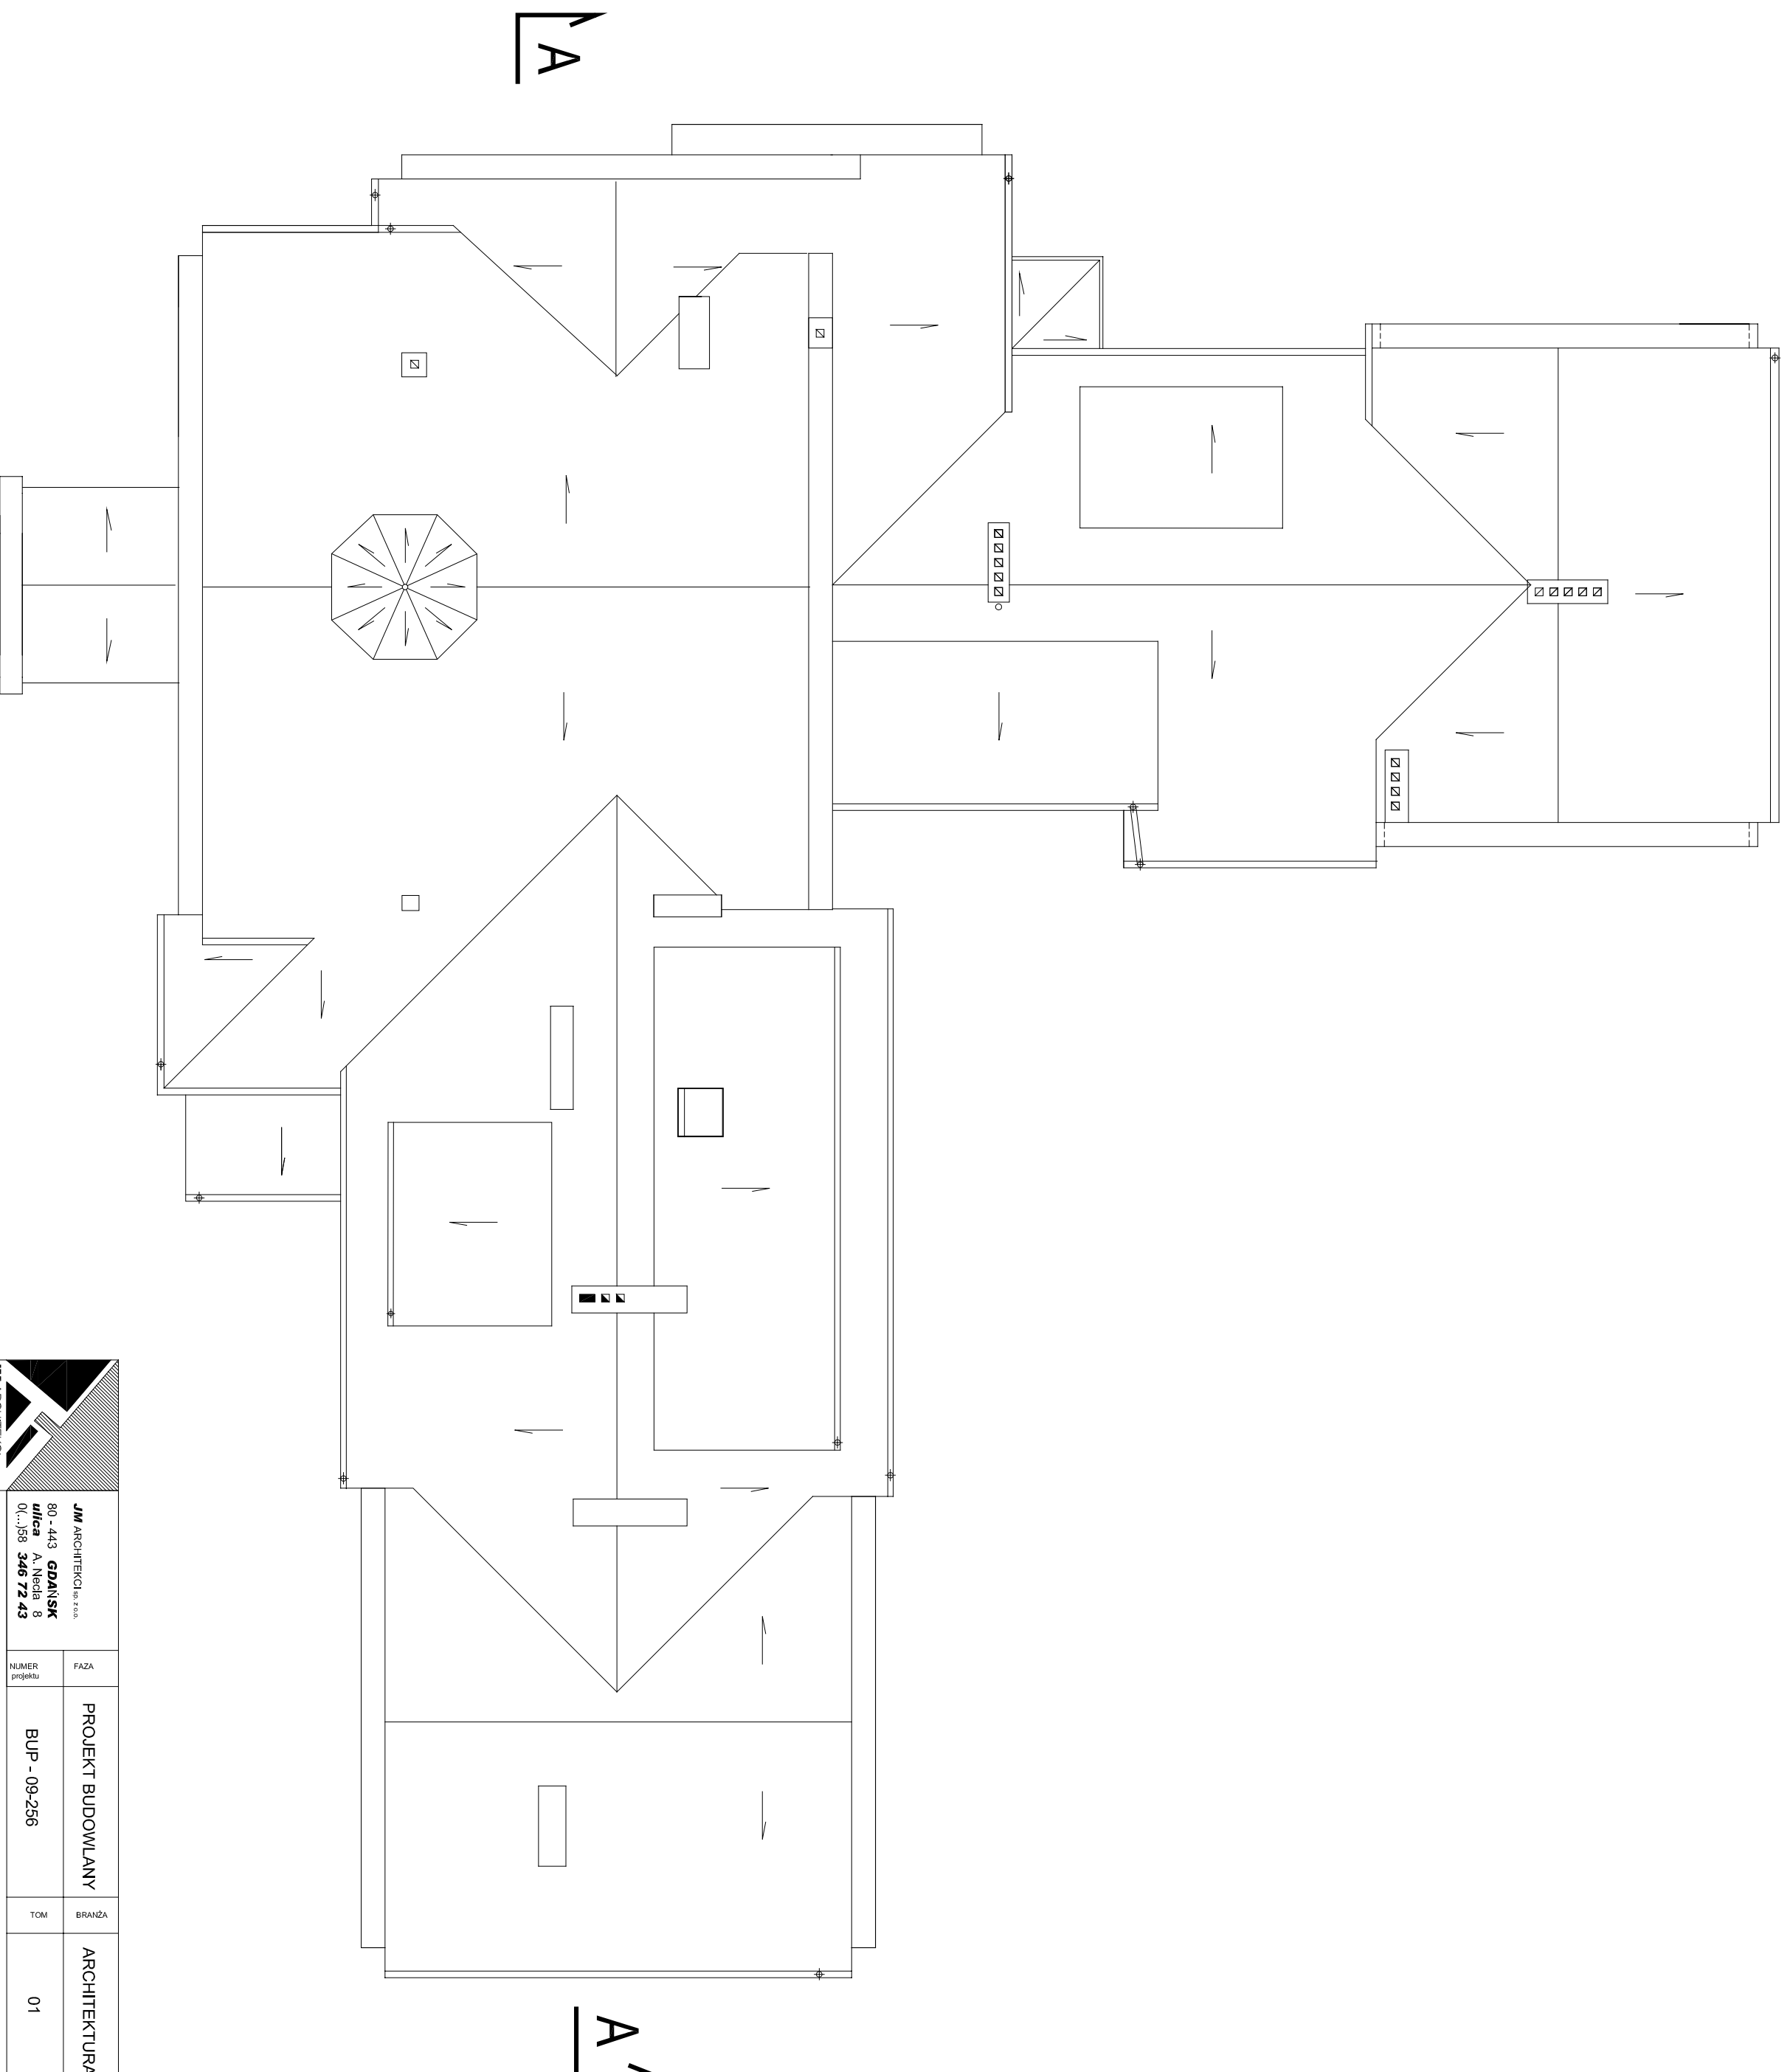 A
A
JM ARCHITEKCI sp. z o.o.
80 - 443 GDAŃSK
ulica A. Necla 8
0(...)58 346 72 43
FAZA
PROJEKT BUDOWLANY
BRANŻA
ARCHITEKTURA
NUMER
projektu
BUP - 09-256
TOM
01